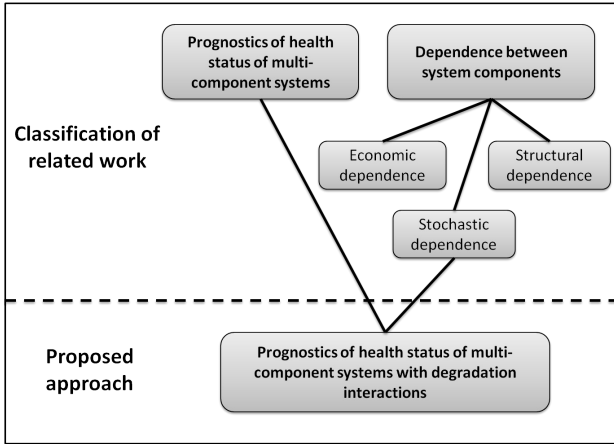 Prognostics of health
status of multi-
component systems
Dependence between
system components
Classification of
related work
Economic
dependence
Structural
dependence
Stochastic
dependence
Proposed
approach
Prognostics of health status of multi-
component systems with degradation
interactions